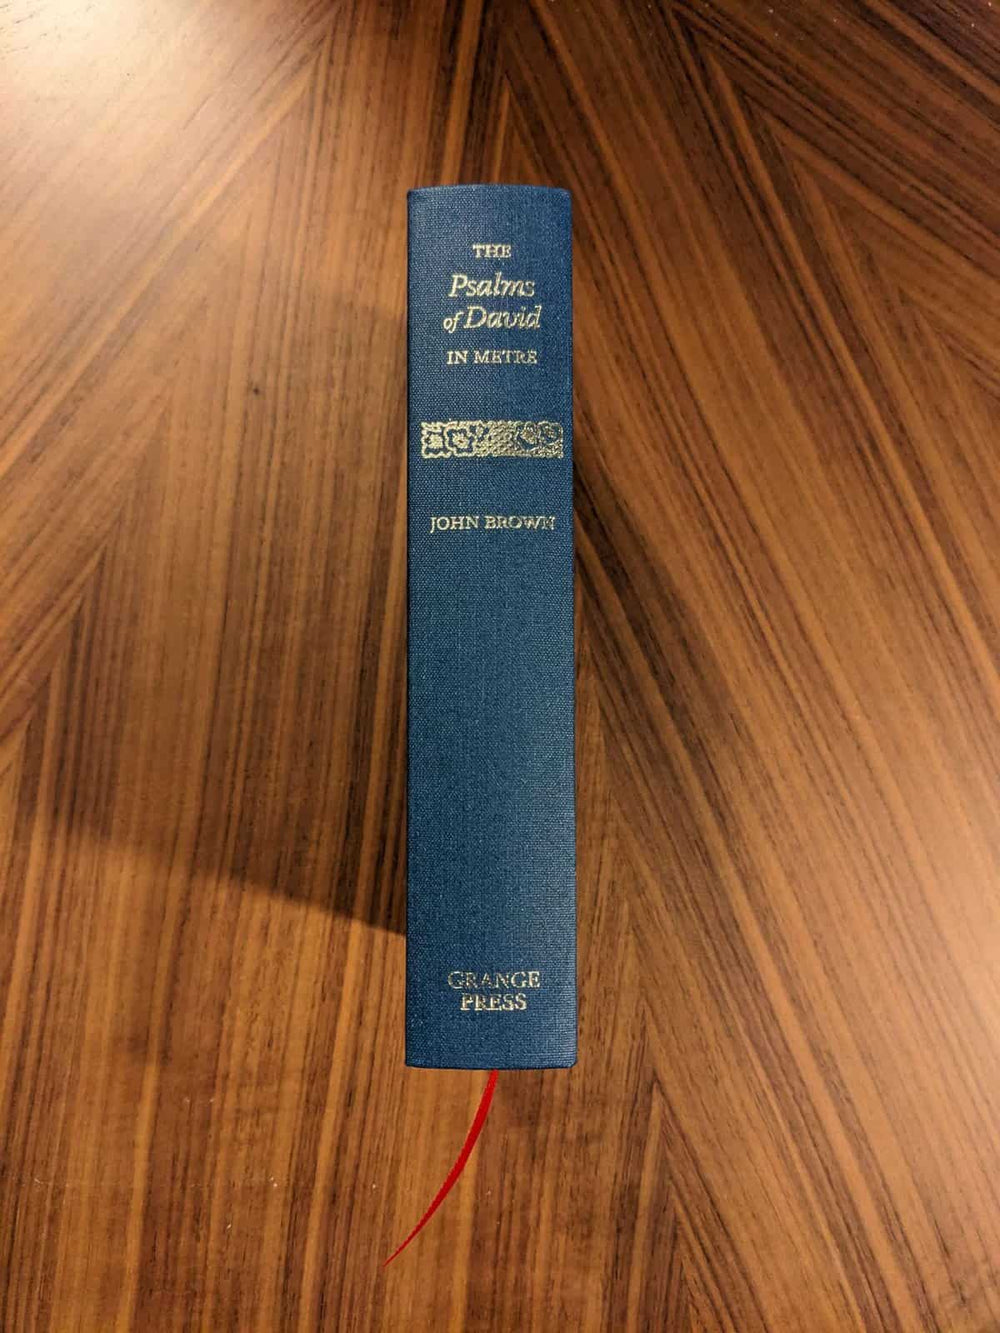 THE
Psalms
of David
IN METRE
JOHN BROWN
GRANGE
PRESS